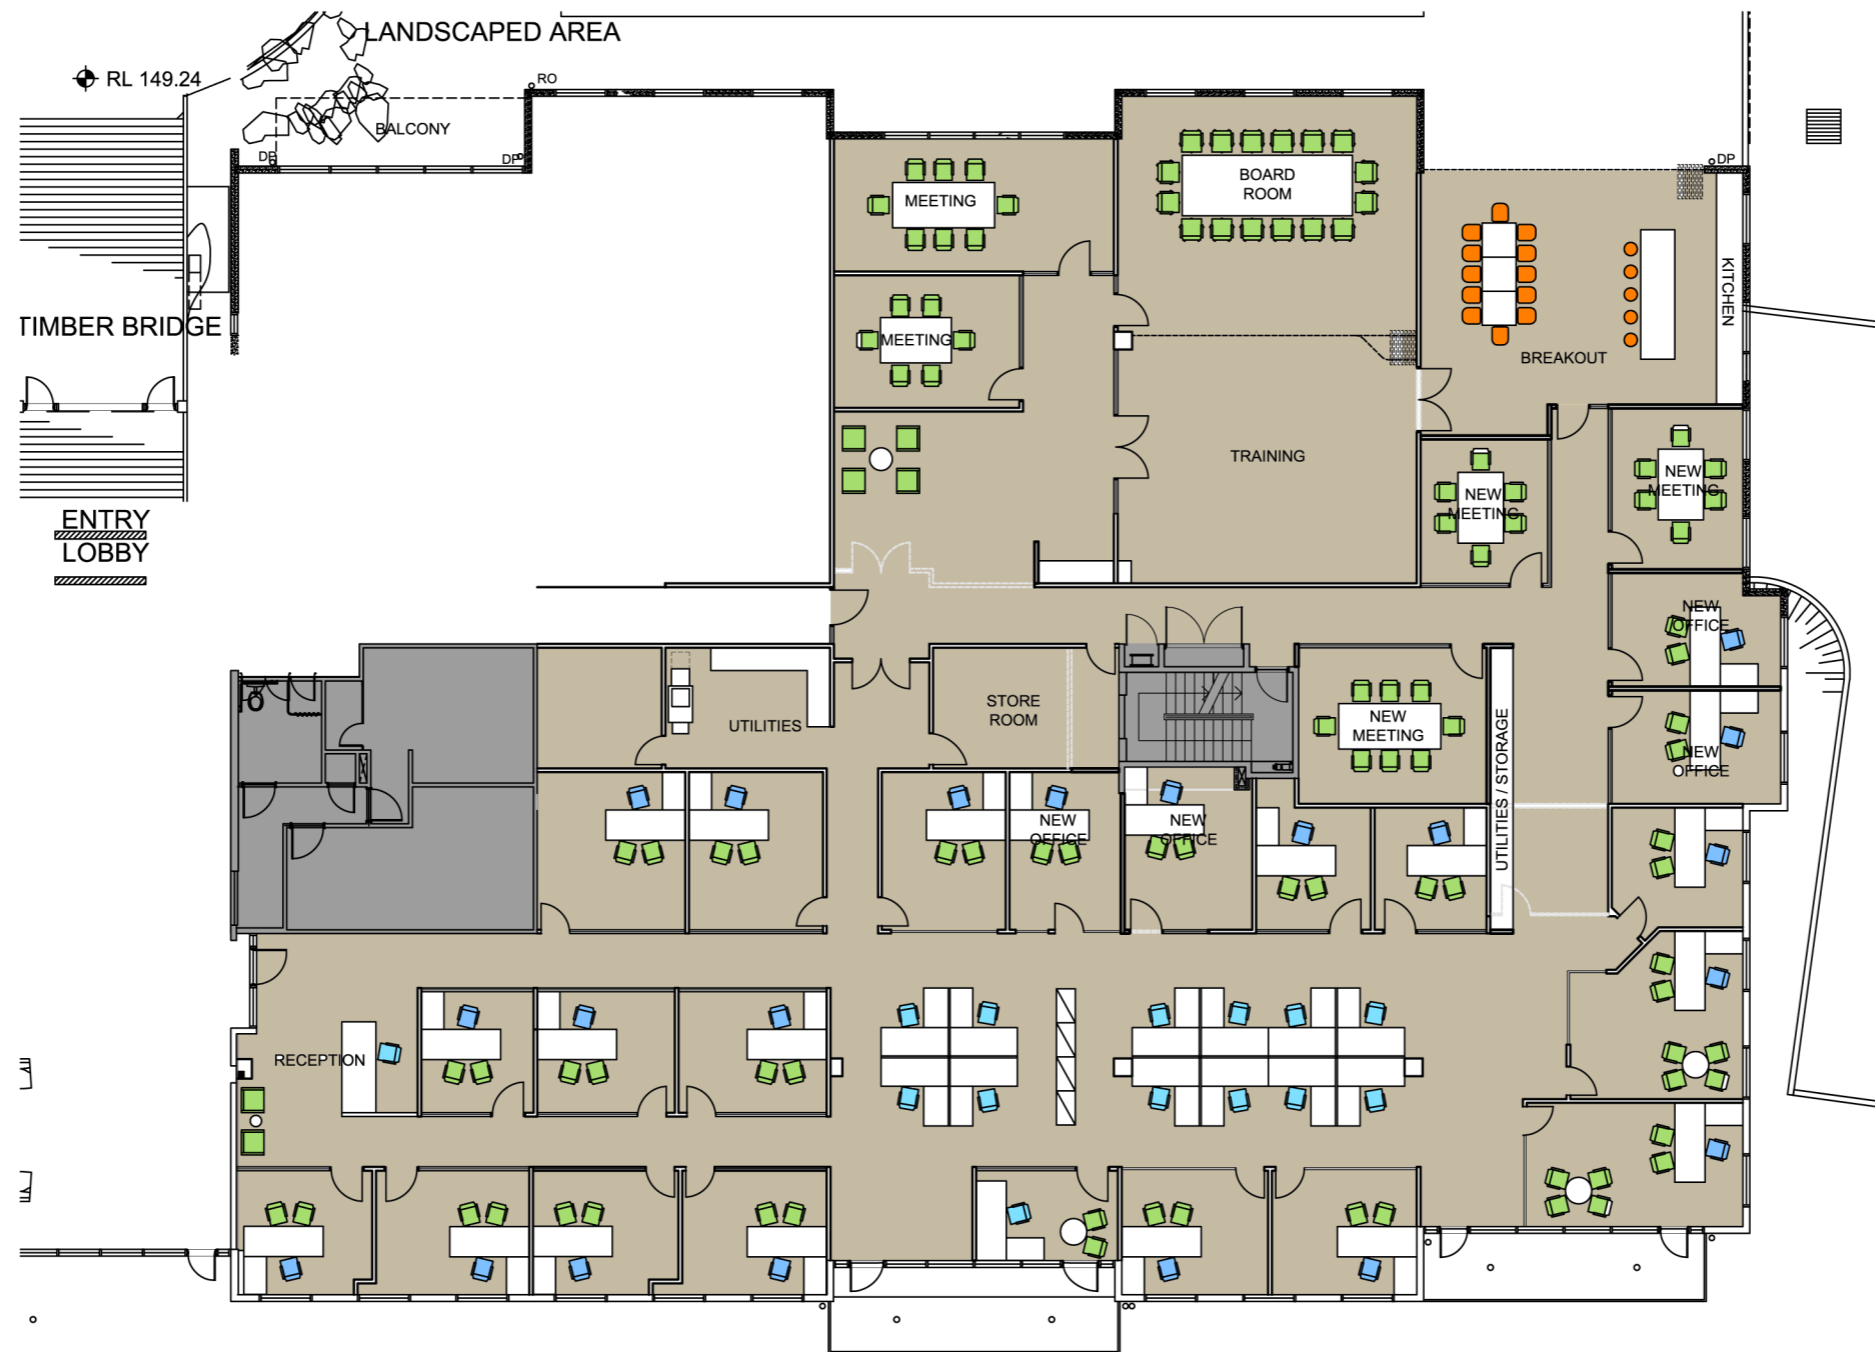 LANDSCAPED AREA
RL 149.24
RO
BALCONY
DP
DP
DP
MEETING
BOARD
ROOM
MEETING
KITCHEN
TIMBER BRIDGE
BREAKOUT
TRAINING
NEW
MEETING
NEW
MEETING
ENTRY
LOBBY
NEW
OFFICE
STORE
ROOM
UTILITIES
NEW
MEETING
UTILITIES / STORAGE
NEW
OFFICE
NEW
OFFICE
NEW
OFFICE
RECEPTION